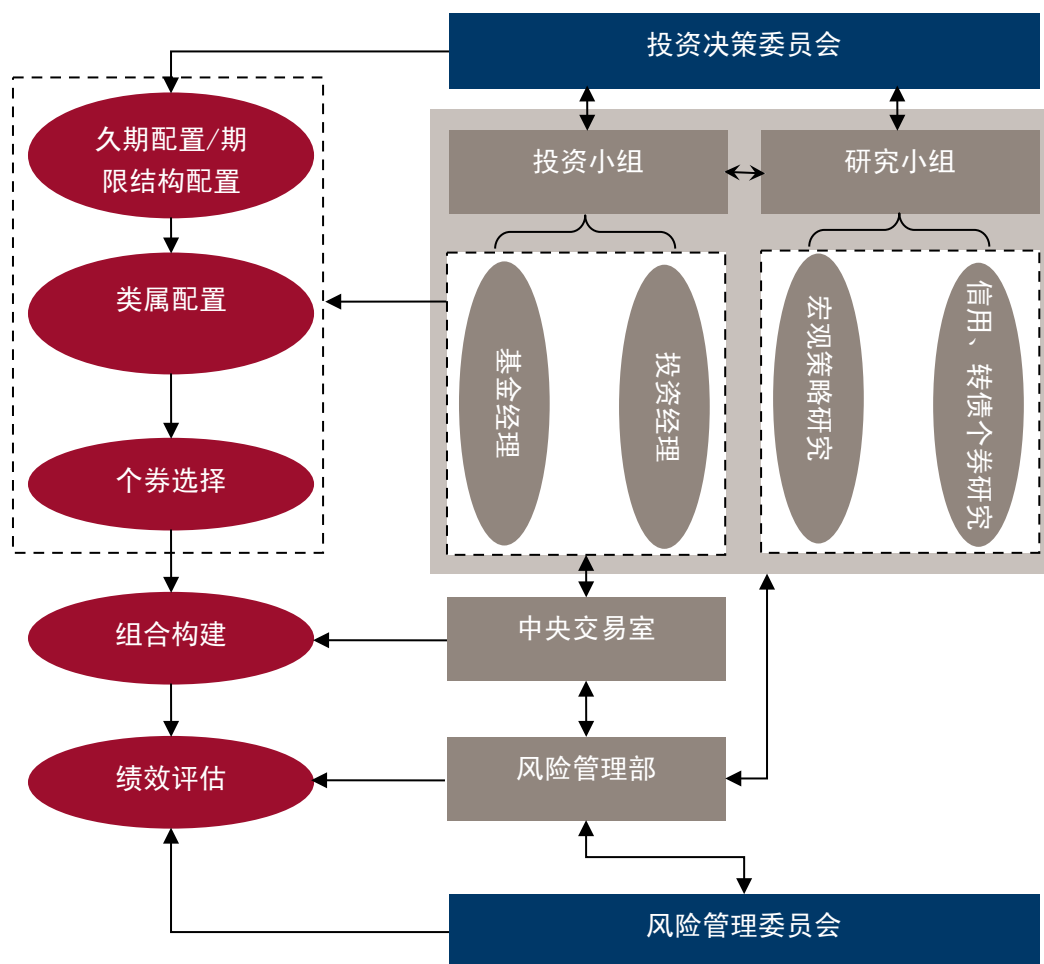 投资决策委员会
久期配置/期
限结构配置
投资小组
研究小组
类属配置
基金经理
投资经理
宏观策略研究
信用、转债个券研究
个券选择
组合构建
中央交易室
绩效评估
风险管理部
风险管理委员会